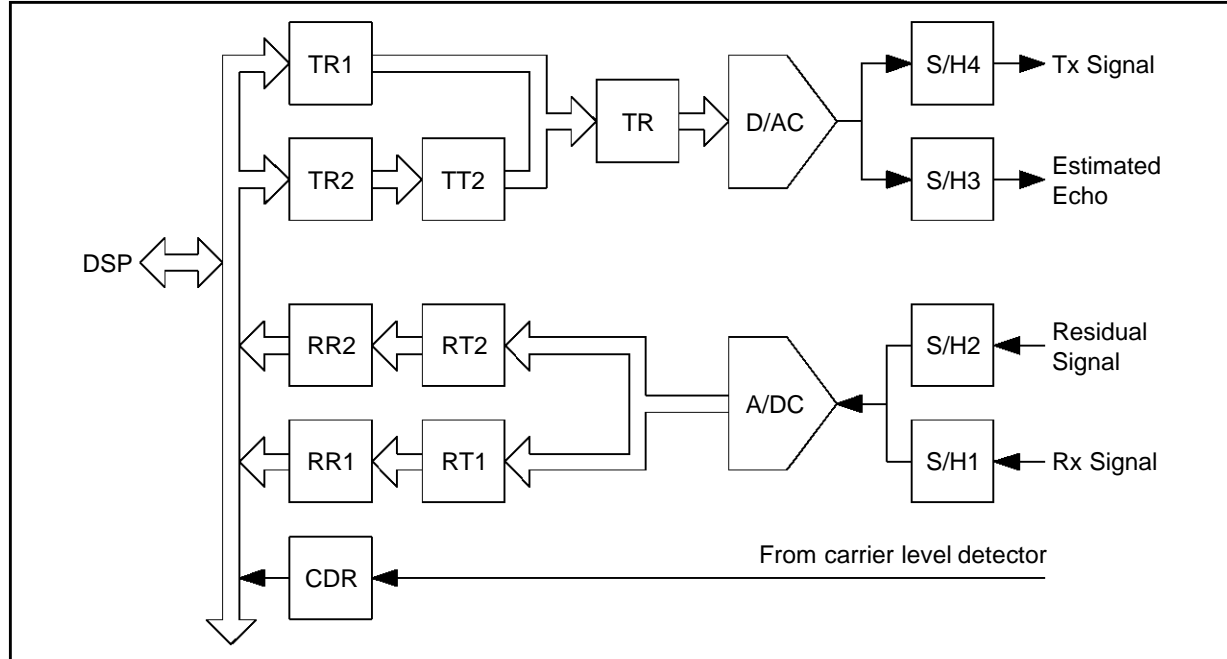 TR1
S/H4
Tx Signal
TR
D/AC
TR2
TT2
S/H3
Estimated
Echo
DSP
RR2
RT2
S/H2
Residual
Signal
A/DC
RR1
RT1
S/H1
Rx Signal
From carrier level detector
CDR